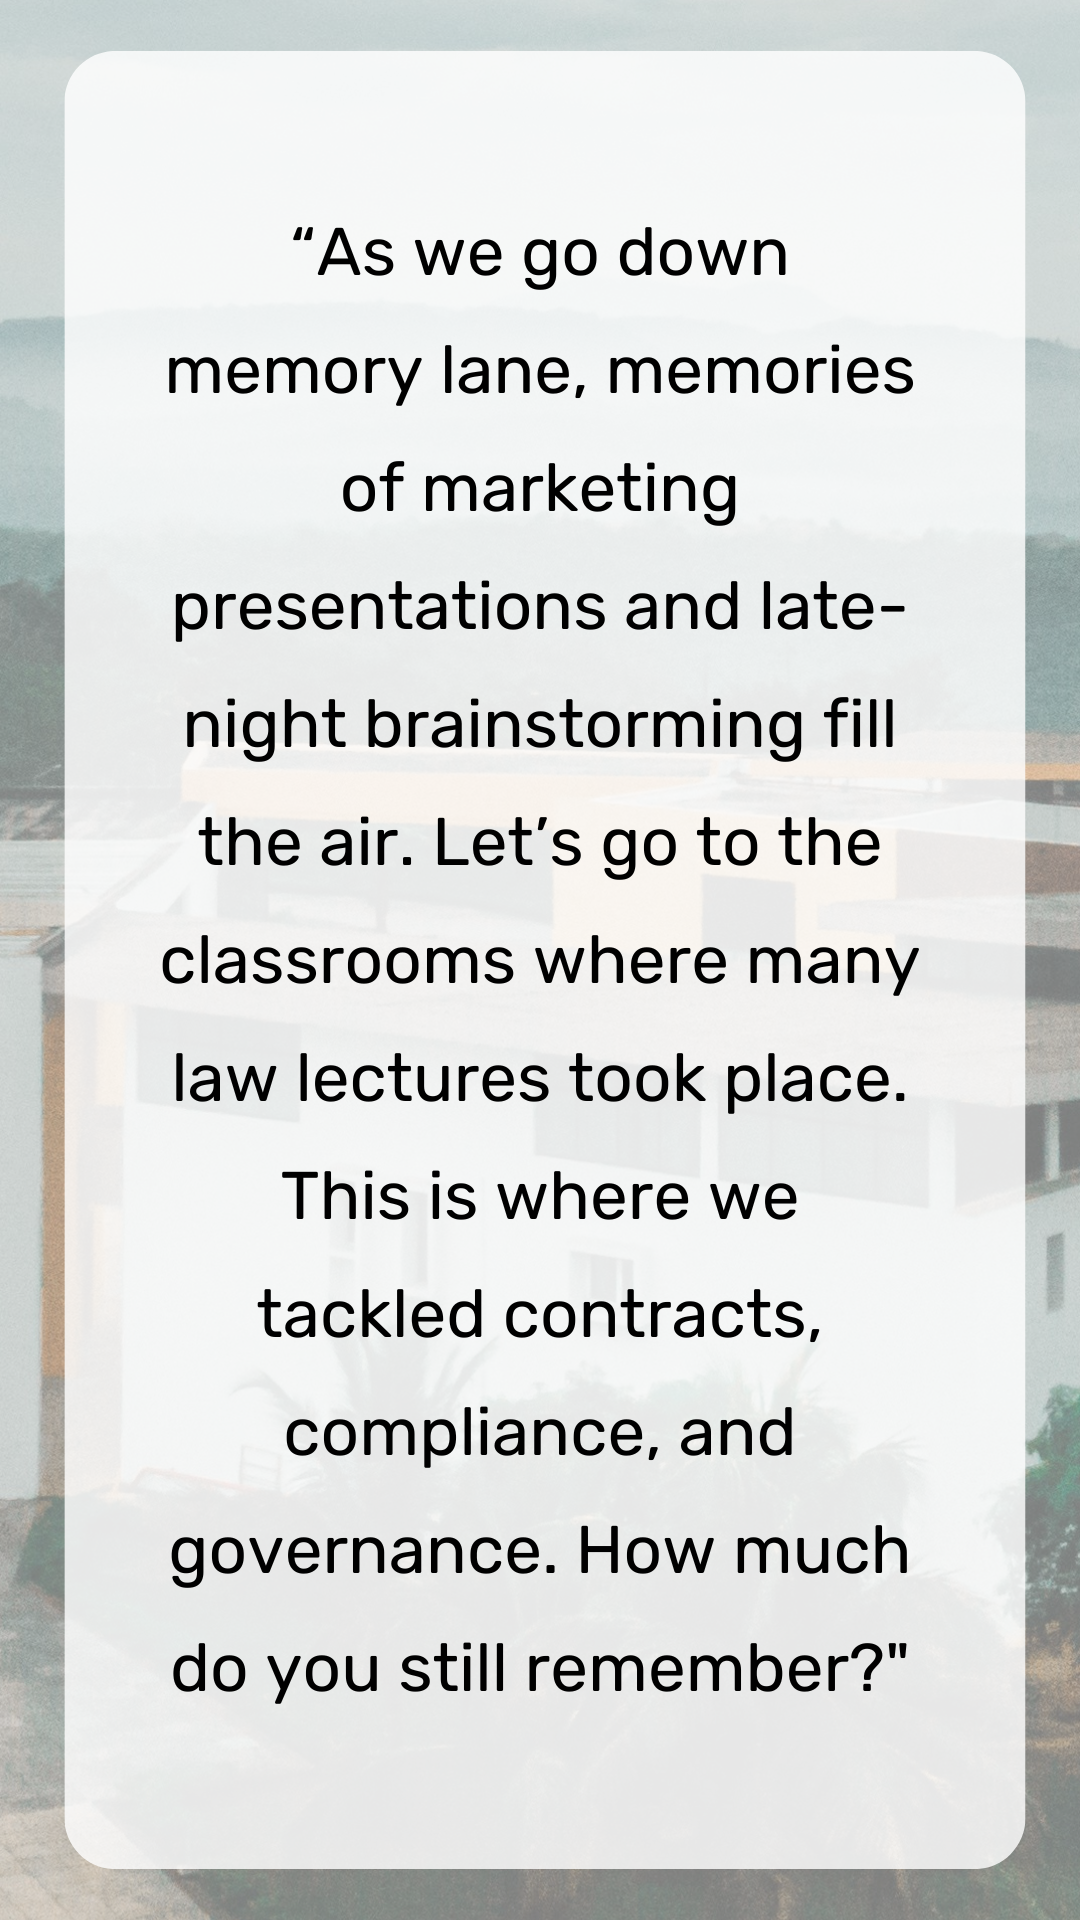 “As we go down
memory lane, memories
of marketing
presentations and late-
night brainstorming fill
the air. Let’s go to the
classrooms where many
law lectures took place.
This is where we
tackled contracts,
compliance, and
governance. How much
do you still remember?"